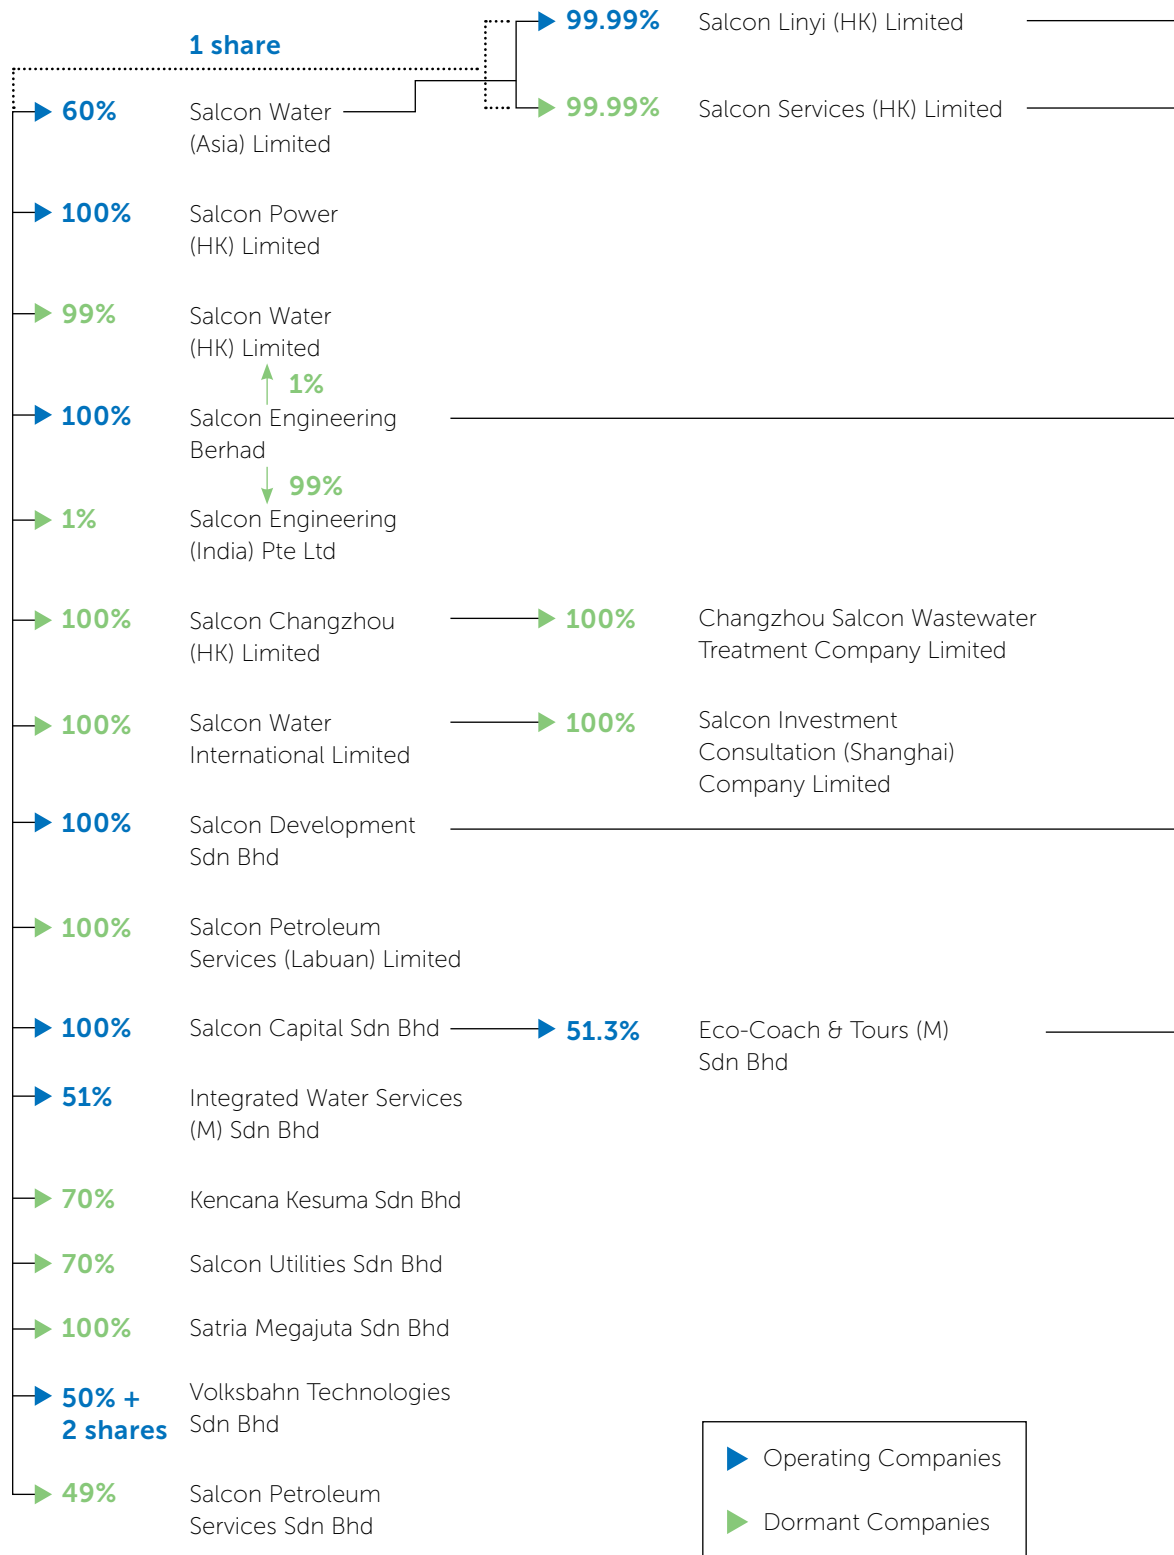 99.99%
Salcon Linyi (HK) Limited
1 share
60%
Salcon Water
(Asia) Limited
99.99%
Salcon Services (HK) Limited
100%
Salcon Power
(HK) Limited
99%
Salcon Water
(HK) Limited
1%
100%
Salcon Engineering
Berhad
99%
1%
Salcon Engineering
(India) Pte Ltd
100%
Salcon Changzhou
(HK) Limited
100%
Changzhou Salcon Wastewater
Treatment Company Limited
100%
Salcon Water
International Limited
100%
Salcon Investment
Consultation (Shanghai)
Company Limited
100%
Salcon Development
Sdn Bhd
100%
Salcon Petroleum
Services (Labuan) Limited
100%
Salcon Capital Sdn Bhd
51.3%
Eco-Coach & Tours (M)
Sdn Bhd
51%
Integrated Water Services
(M) Sdn Bhd
70%
Kencana Kesuma Sdn Bhd
70%
Salcon Utilities Sdn Bhd
100%
Satria Megajuta Sdn Bhd
50% +
2 shares
Volksbahn Technologies
Sdn Bhd
49%
Salcon Petroleum
Services Sdn Bhd
Operating Companies
Dormant Companies